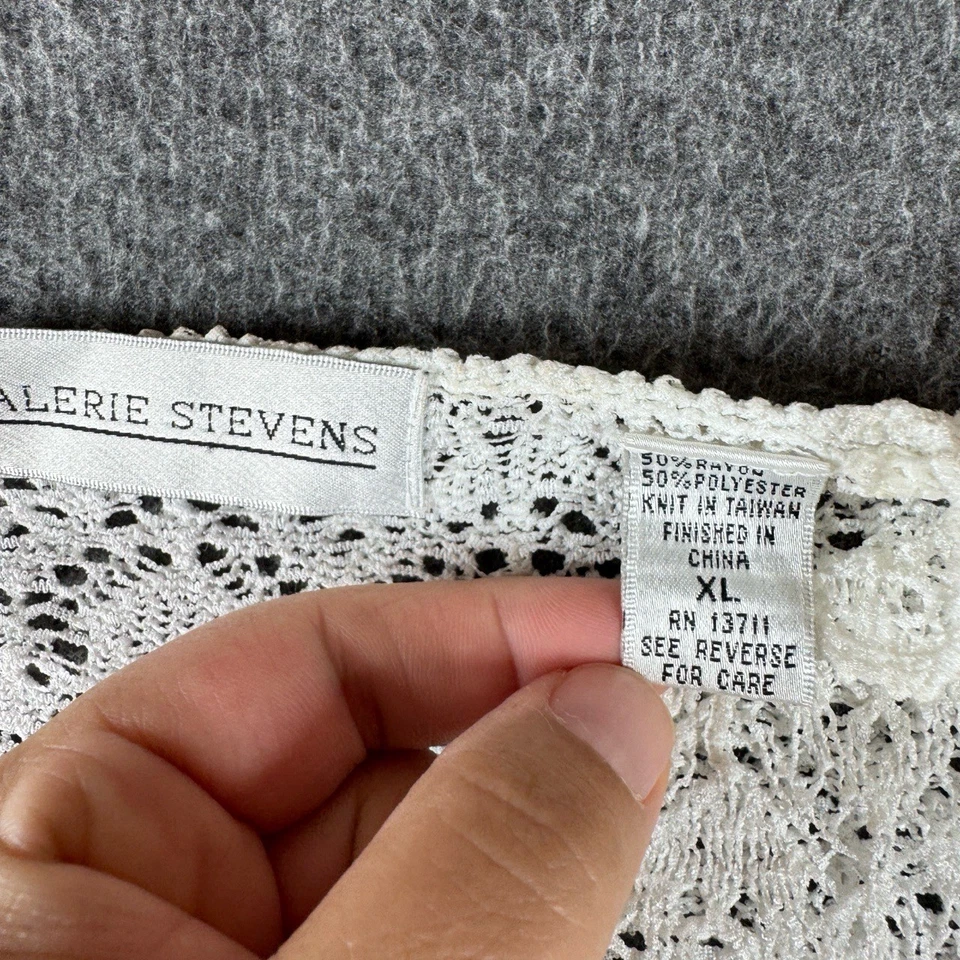 ALERIE STEVENS
50%RAYON
50%POLYESTER
KNIT IN TAIWAN
FINISHED IN
CHINA
XL
RN 13711
SEE REVERSE
FOR CARE